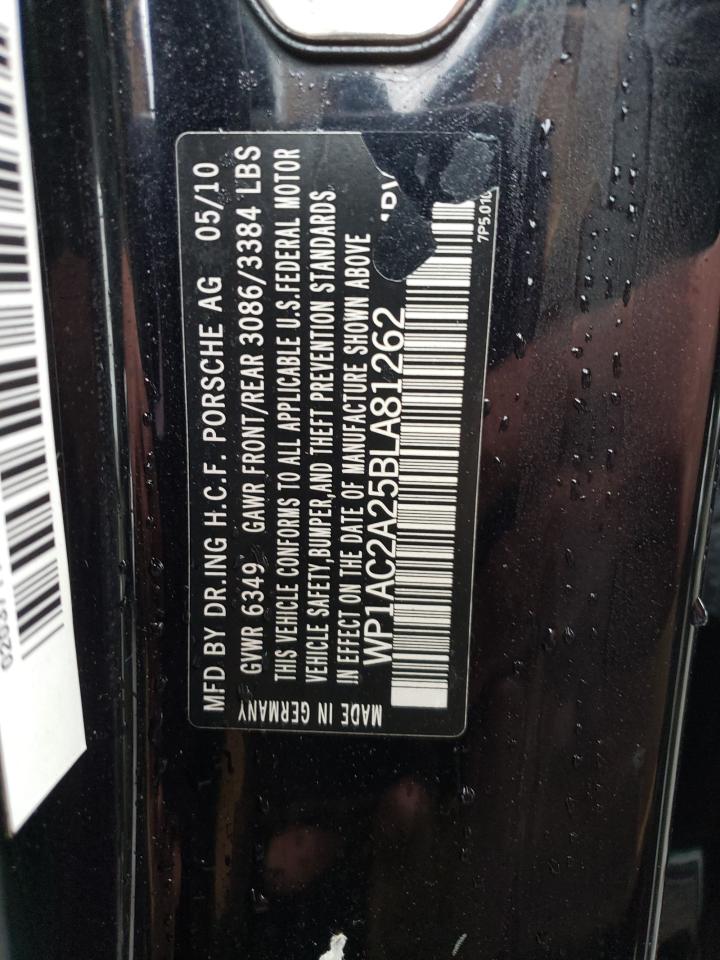 MFD BY DR.ING H.C.F. PORSCHE AG 05/10
GVWR 6349 GAWR FRONT/REAR 3086/3384 LBS
THIS VEHICLE CONFORMS TO ALL APPLICABLE U.S.FEDERAL MOTOR
VEHICLE SAFETY,BUMPER,AND THEFT PREVENTION STANDARDS
IN EFFECT ON THE DATE OF MANUFACTURE SHOWN ABOVE
WP1AC2A25BLA81262
MADE IN GERMANY
7P5.010